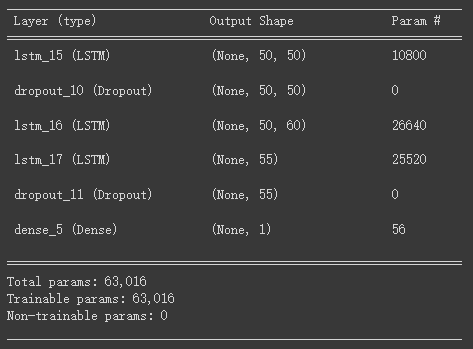 Layer (type) Output Shape Param #
lstm_15 (LSTM) (None, 50, 50) 10800
dropout_10 (Dropout) (None, 50, 50) 0
lstm_16 (LSTM) (None, 50, 60) 26640
lstm_17 (LSTM) (None, 55) 25520
dropout_11 (Dropout) (None, 55) 0
dense_5 (Dense) (None, 1) 56
Total params: 63,016
Trainable params: 63,016
Non-trainable params: 0